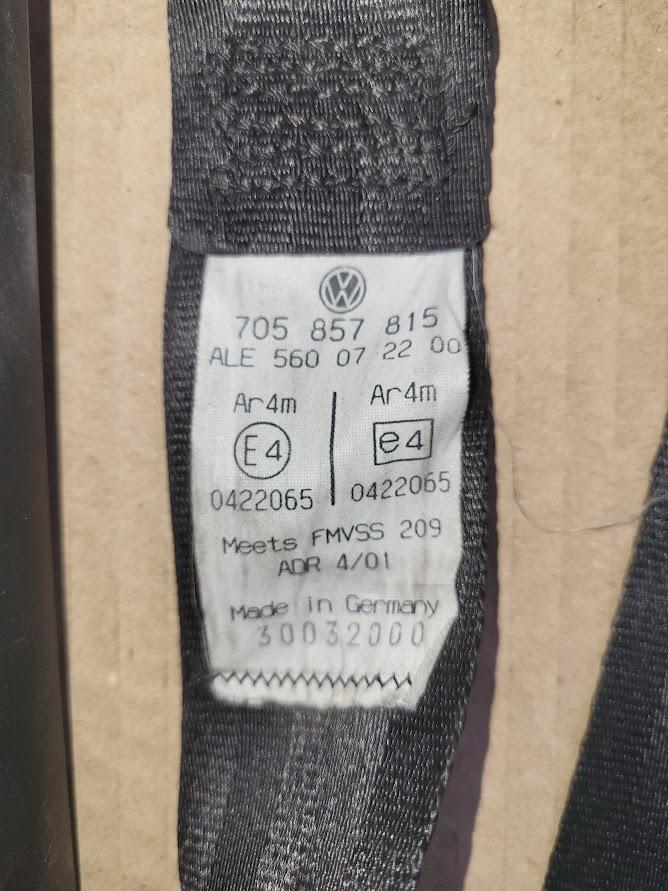 705 857 815
ALE 560 07 22 00
Ar4m
E4
0422065
Ar4m
e4
0422065
Meets FMVSS 209
ADR 4/01
Made in Germany
30032000